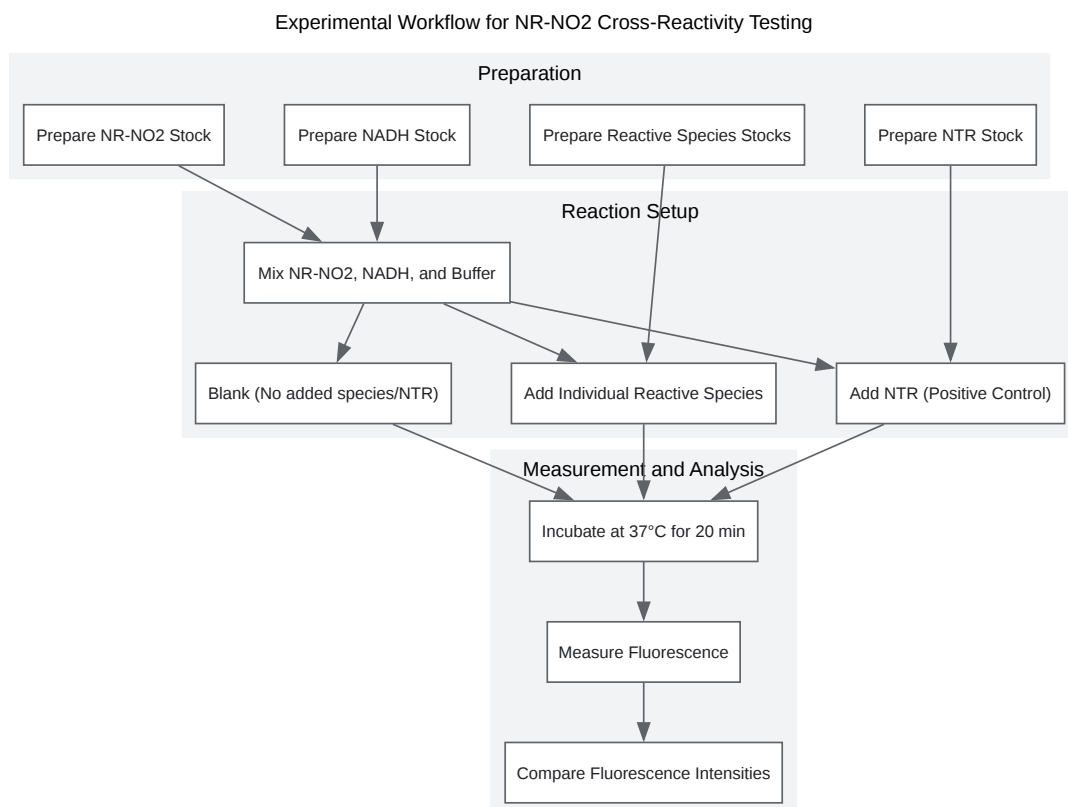 Experimental Workflow for NR-NO2 Cross-Reactivity Testing
Preparation
Prepare NR-NO2 Stock
Prepare NADH Stock
Prepare Reactive Species Stocks
Prepare NTR Stock
Reaction Setup
Mix NR-NO2, NADH, and Buffer
Blank (No added species/NTR)
Add Individual Reactive Species
Add NTR (Positive Control)
Measurement and Analysis
Incubate at 37°C for 20 min
Measure Fluorescence
Compare Fluorescence Intensities